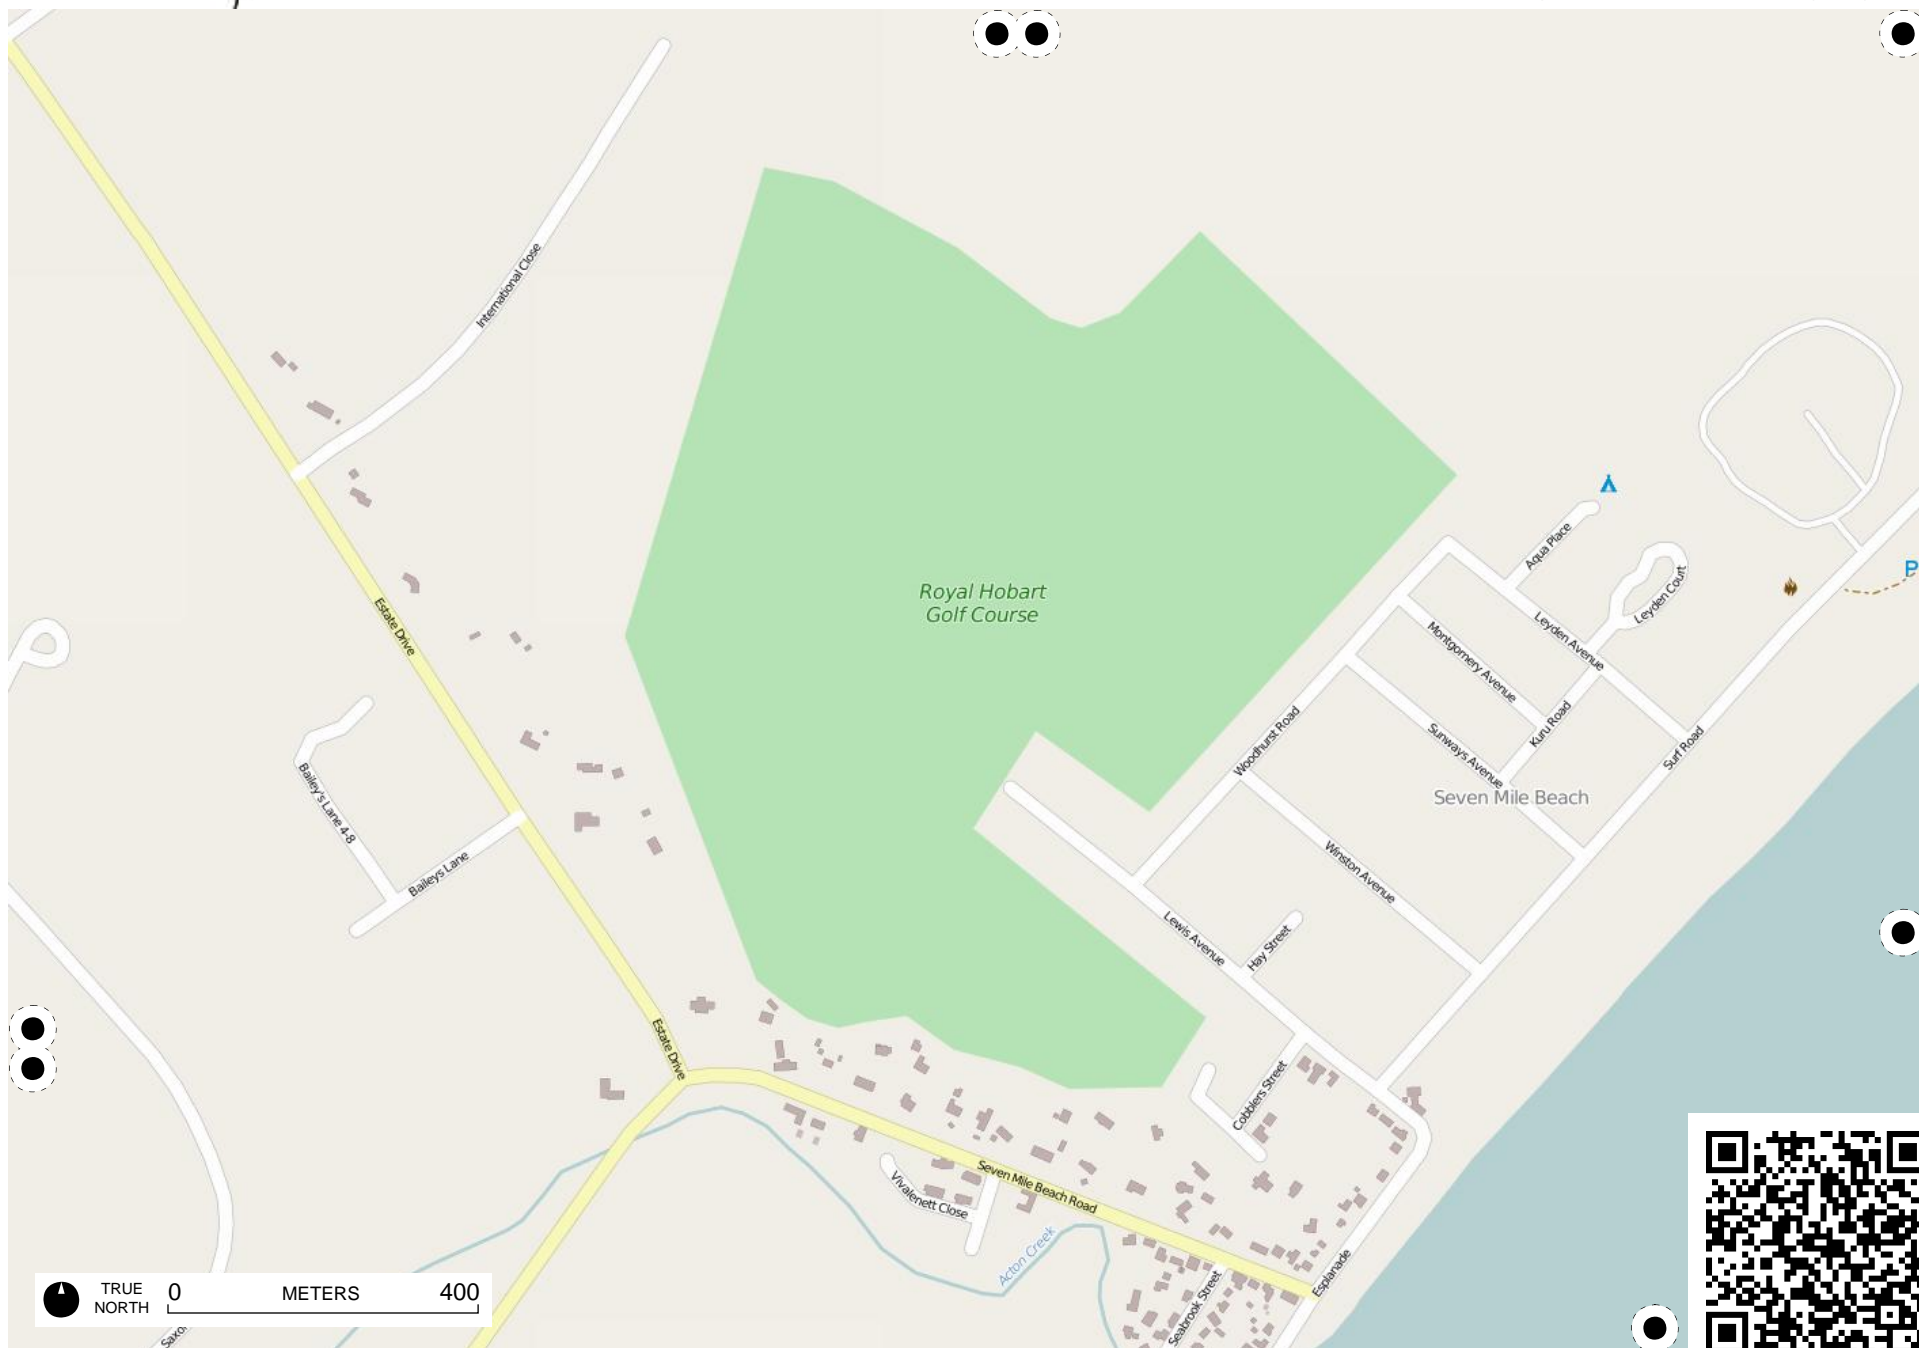 International Close
Estate Drive
Royal Hobart
Golf Course
Aqua Place
Leyden Court
P
Montgomery Avenue
Leyden Avenue
Woodhurst Road
Sunways Avenue
Kuru Road
Surf Road
Seven Mile Beach
Bailey's Lane 4-8
Baileys Lane
Winston Avenue
Lewis Avenue
Hay Street
Estate Drive
Cobblers Street
Vivalenett Close
Seven Mile Beach Road
Acton Creek
Esplanade
Seabrook Street
TRUE
NORTH
0 METERS 400